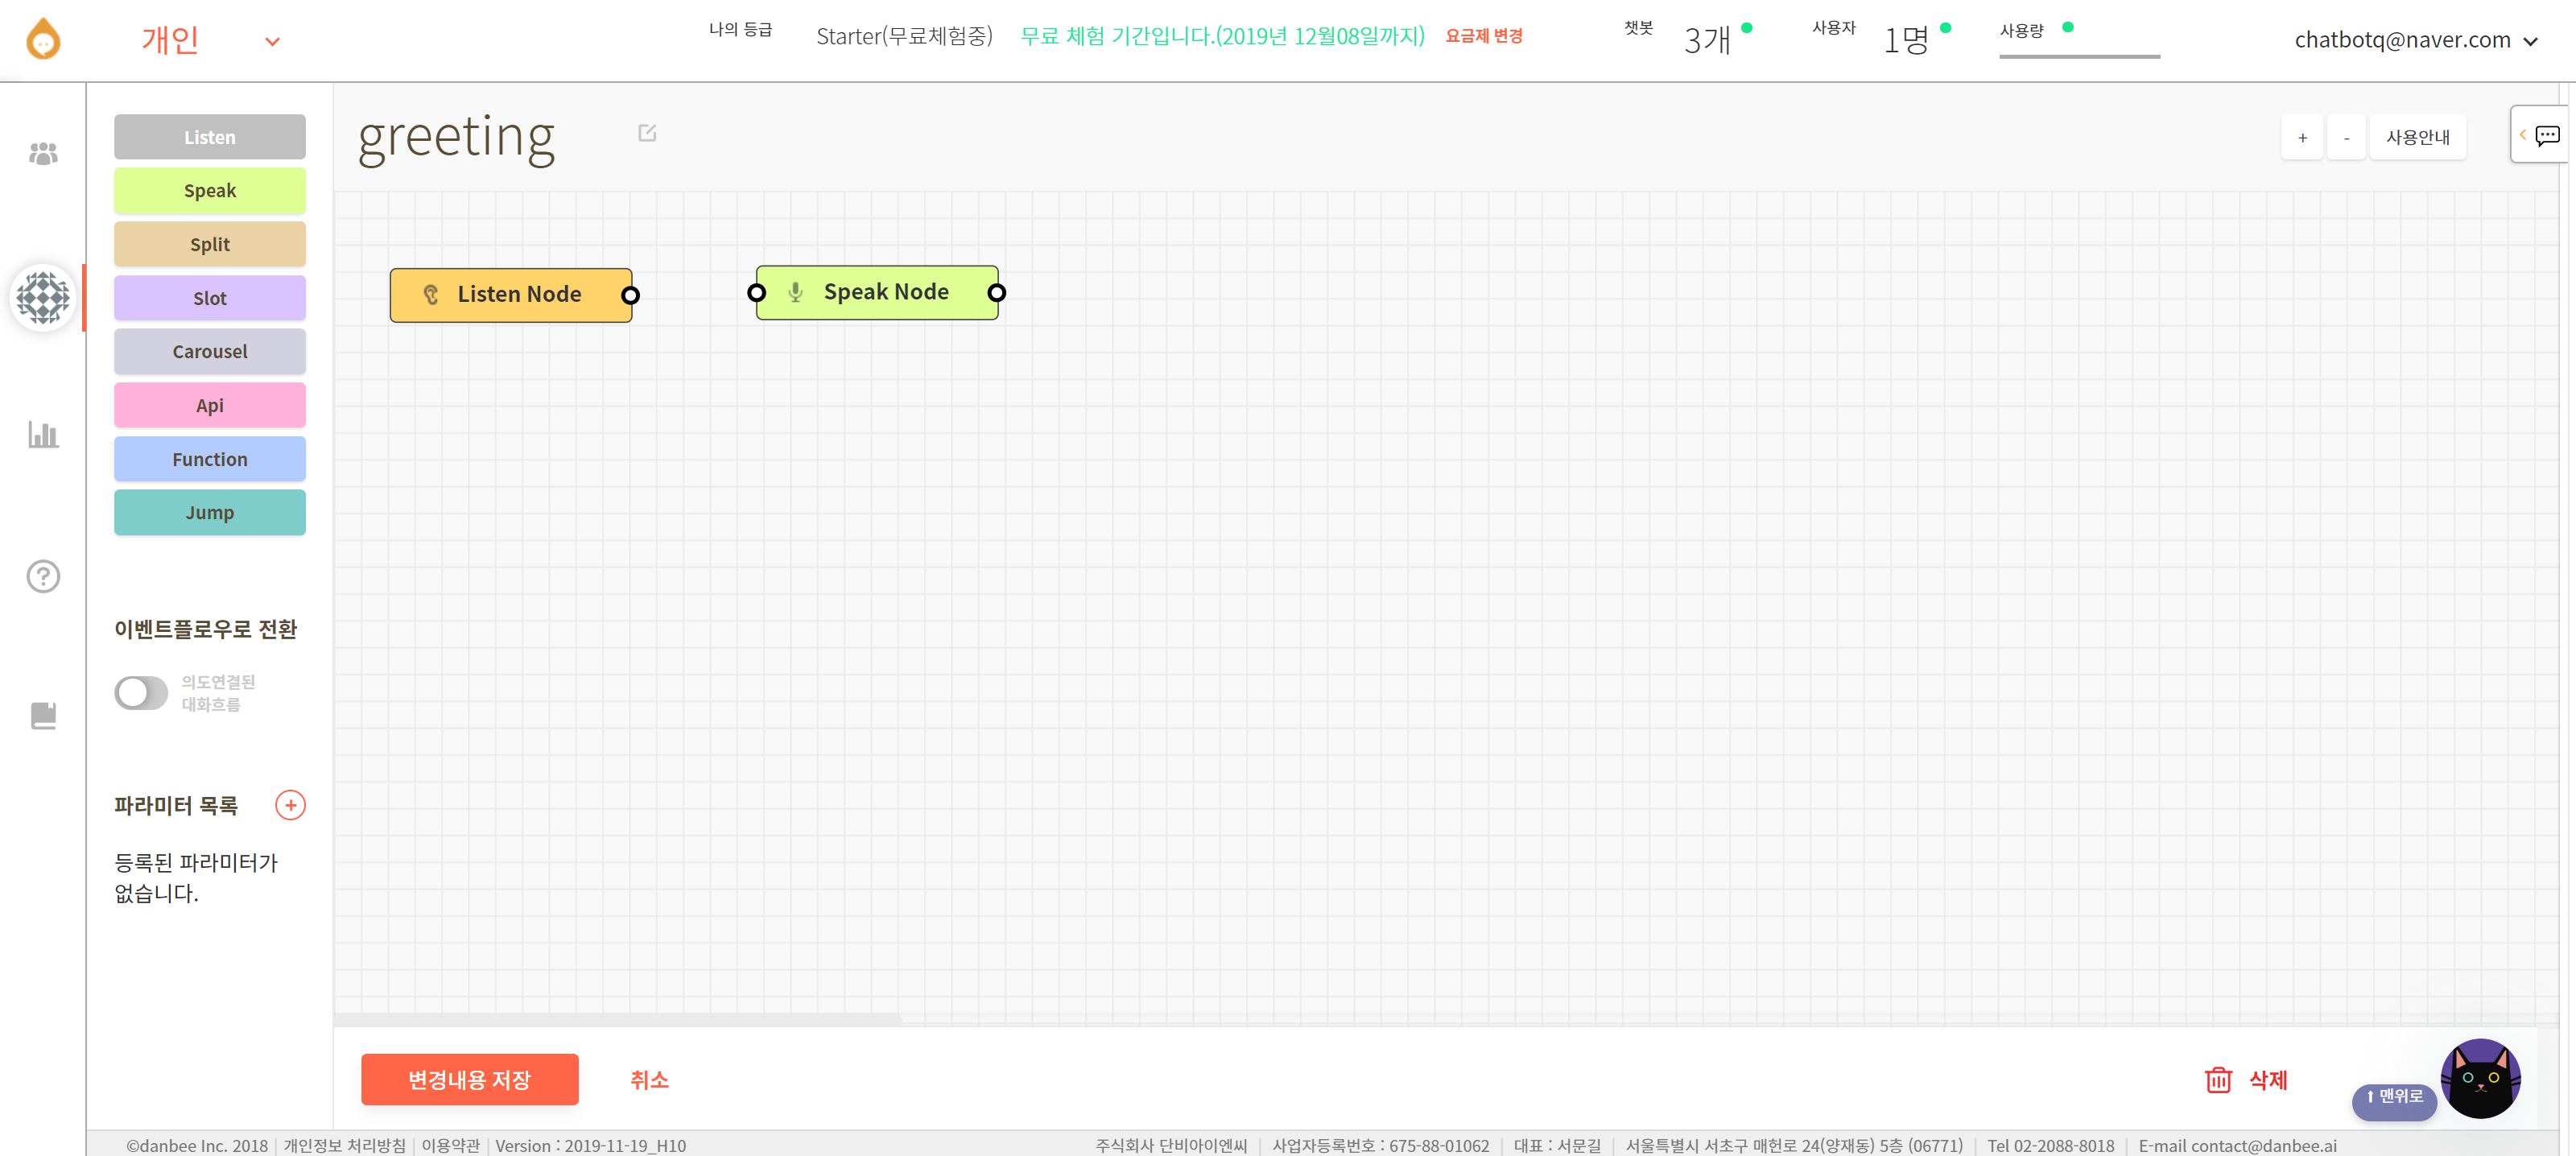 개인
나의 등급
Starter(무료체험중)
무료 체험 기간입니다.(2019년 12월08일까지)
요금제 변경
챗봇
3개
사용자
1명
사용량
chatbotq@naver.com
Listen
Speak
Split
Slot
Carousel
Api
Function
Jump
이벤트플로우로 전환
의도연결된
대화흐름
파라미터 목록
+
등록된 파라미터가
없습니다.
greeting
+
-
사용안내
Listen Node
Speak Node
변경내용 저장
취소
삭제
⬆ 맨위로
©danbee Inc. 2018 | 개인정보 처리방침 | 이용약관 | Version : 2019-11-19_H10
주식회사 단비아이엔씨 | 사업자등록번호 : 675-88-01062 | 대표 : 서문길 | 서울특별시 서초구 매헌로 24(양재동) 5층 (06771) | Tel 02-2088-8018 | E-mail contact@danbee.ai